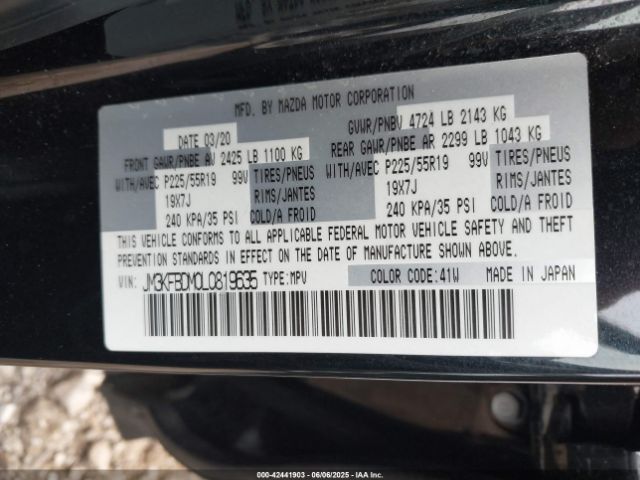 MFD. BY MAZDA MOTOR CORPORATION
DATE 03/20
GVWR/PNBV 4724 LB 2143 KG
FRONT GAWR/PNBE AV 2425 LB 1100 KG
REAR GAWR/PNBE AR 2299 LB 1043 KG
WITH/AVEC P225/55R19 99V TIRES/PNEUS WITH/AVEC P225/55R19 99V TIRES/PNEUS
19X7J RIMS/JANTES 19X7J RIMS/JANTES
240 KPA/35 PSI COLD/A FROID 240 KPA/35 PSI COLD/A FROID
THIS VEHICLE CONFORMS TO ALL APPLICABLE FEDERAL MOTOR VEHICLE SAFETY AND THEFT
PREVENTION STANDARDS IN EFFECT ON THE DATE OF MANUFACTURE SHOWN ABOVE.
VIN: JM3KFBDM0L0819635 TYPE:MPV COLOR CODE:41W MADE IN JAPAN
000-42441903 - 06/06/2025 - IAA Inc.